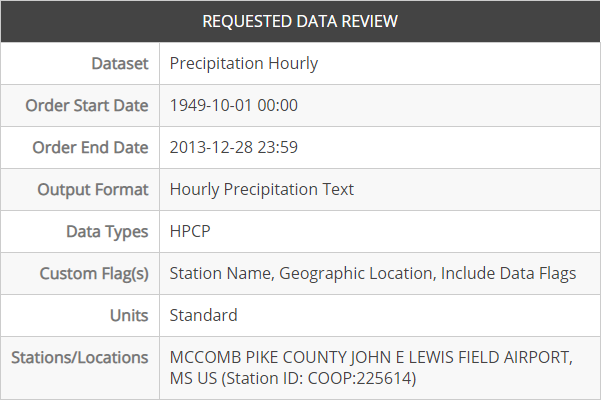 REQUESTED DATA REVIEW
Dataset Precipitation Hourly
Order Start Date 1949-10-01 00:00
Order End Date 2013-12-28 23:59
Output Format Hourly Precipitation Text
Data Types HPCP
Custom Flag(s) Station Name, Geographic Location, Include Data Flags
Units Standard
Stations/Locations MCCOMB PIKE COUNTY JOHN E LEWIS FIELD AIRPORT,
MS US (Station ID: COOP:225614)